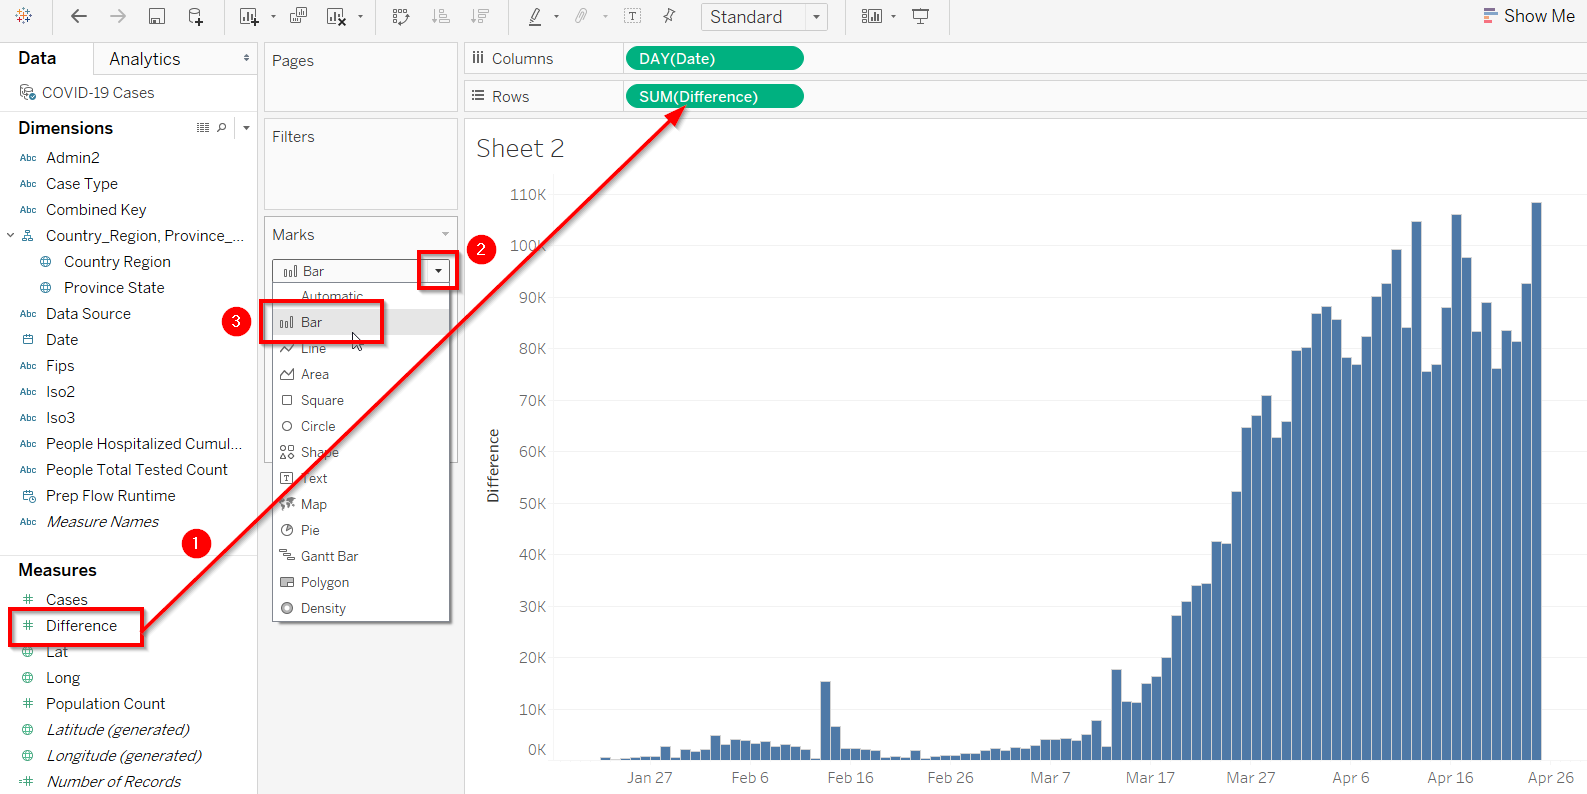 Standard
Show Me
Data
Analytics
COVID-19 Cases
Dimensions
Abc Admin2
Abc Case Type
Abc Combined Key
Country_Region, Province_...
Country Region
Province State
Abc Data Source
Date
Abc Fips
Abc Iso2
Abc Iso3
Abc People Hospitalized Cumul...
Abc People Total Tested Count
Prep Flow Runtime
Abc Measure Names
1
Measures
# Cases
# Difference
Lat
Long
# Population Count
Latitude (generated)
Longitude (generated)
=# Number of Records
Pages
Filters
Marks
Bar
2
Automatic
3
Bar
Line
Area
Square
Circle
Shape
T Text
Map
Pie
Gantt Bar
Polygon
Density
Columns
DAY(Date)
Rows
SUM(Difference)
Sheet 2
Difference
110K
100K
90K
80K
70K
60K
50K
40K
30K
20K
10K
0K
Jan 27 Feb 6 Feb 16 Feb 26 Mar 7 Mar 17 Mar 27 Apr 6 Apr 16 Apr 26